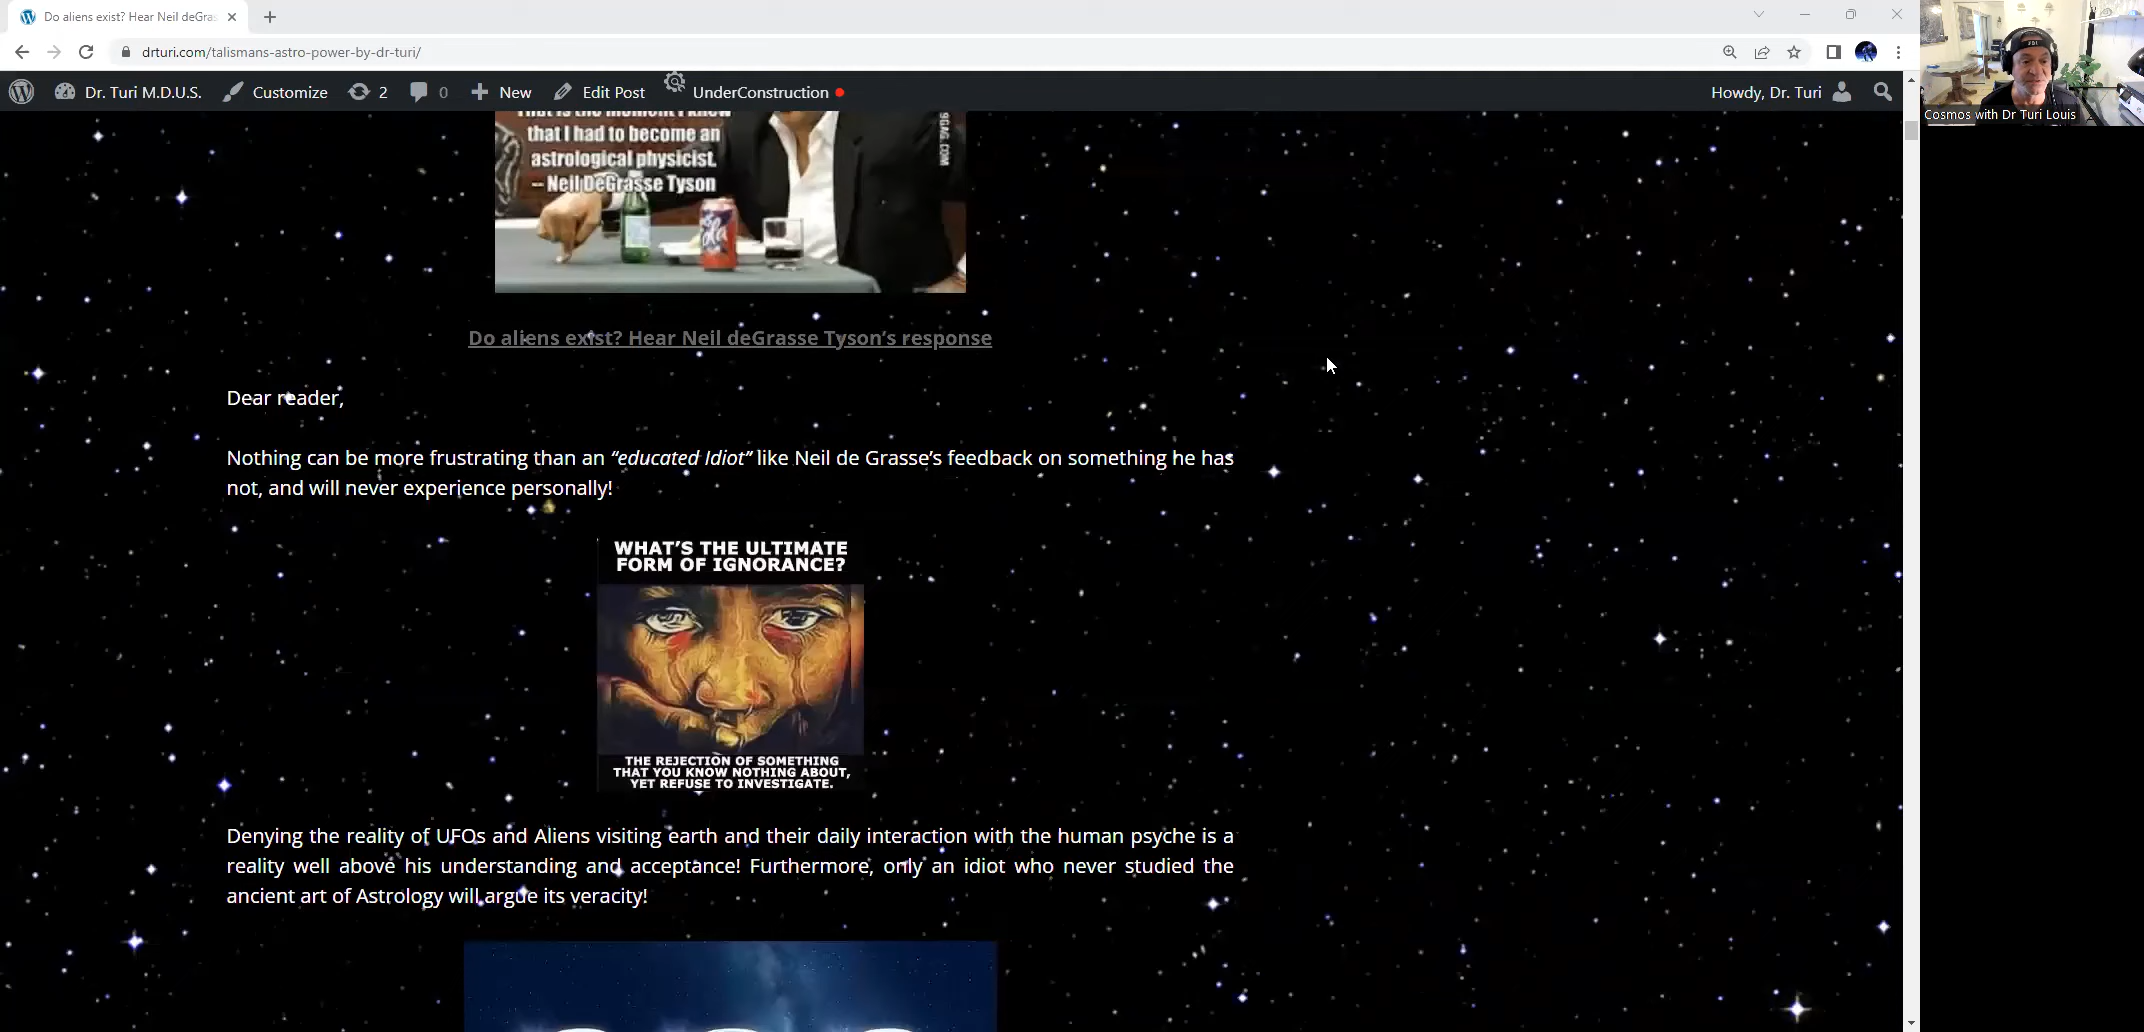 Do aliens exist? Hear Neil deGras
drturi.com/talismans-astro-power-by-dr-turi/
Dr. Turi M.D.U.S.
Customize
2
0
New
Edit Post
UnderConstruction
Howdy, Dr. Turi
Cosmos with Dr Turi Louis
That is the moment I knew
that I had to become an
astrological physicist.
– Neil DeGrasse Tyson
9GAG.COM
Do aliens exist? Hear Neil deGrasse Tyson’s response
Dear reader,
Nothing can be more frustrating than an “educated Idiot” like Neil de Grasse’s feedback on something he has
not, and will never experience personally!
WHAT’S THE ULTIMATE
FORM OF IGNORANCE?
THE REJECTION OF SOMETHING
THAT YOU KNOW NOTHING ABOUT,
YET REFUSE TO INVESTIGATE.
Denying the reality of UFOs and Aliens visiting earth and their daily interaction with the human psyche is a
reality well above his understanding and acceptance! Furthermore, only an idiot who never studied the
ancient art of Astrology will argue its veracity!